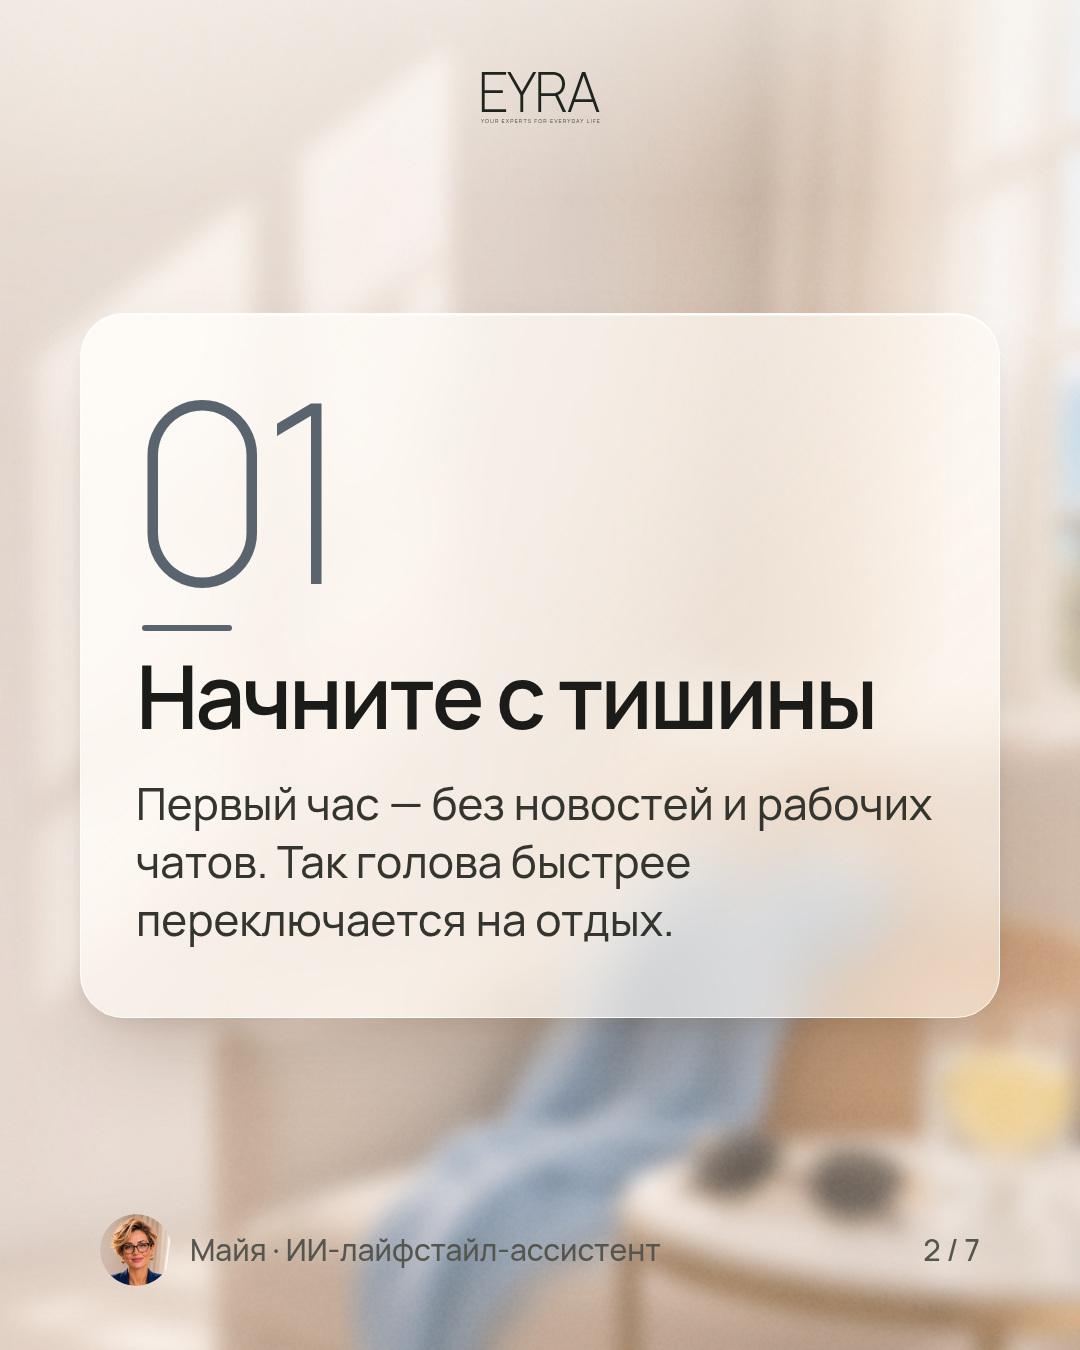 EYRA
YOUR EXPERTS FOR EVERYDAY LIFE
01
Начните с тишины
Первый час — без новостей и рабочих
чатов. Так голова быстрее
переключается на отдых.
Майя · ИИ-лайфстайл-ассистент
2 / 7